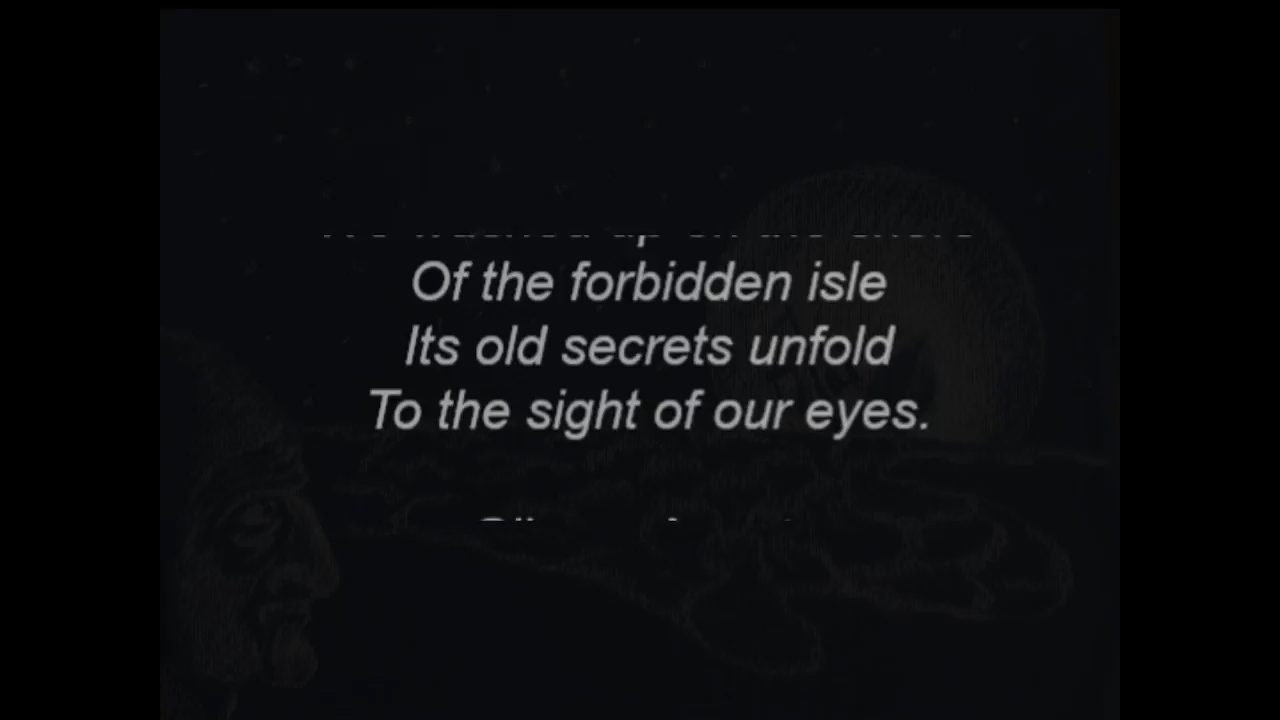 Of the forbidden isle
Its old secrets unfold
To the sight of our eyes.